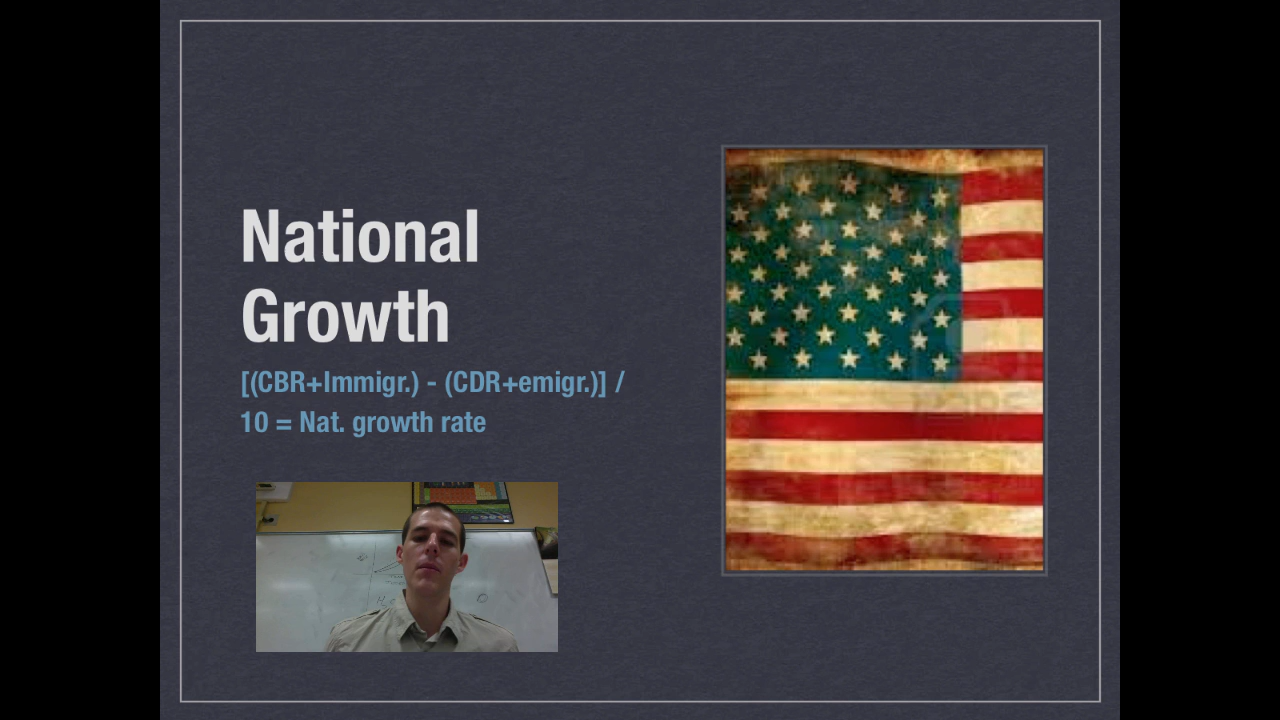 National
Growth
[(CBR+Immigr.) - (CDR+emigr.)] /
10 = Nat. growth rate